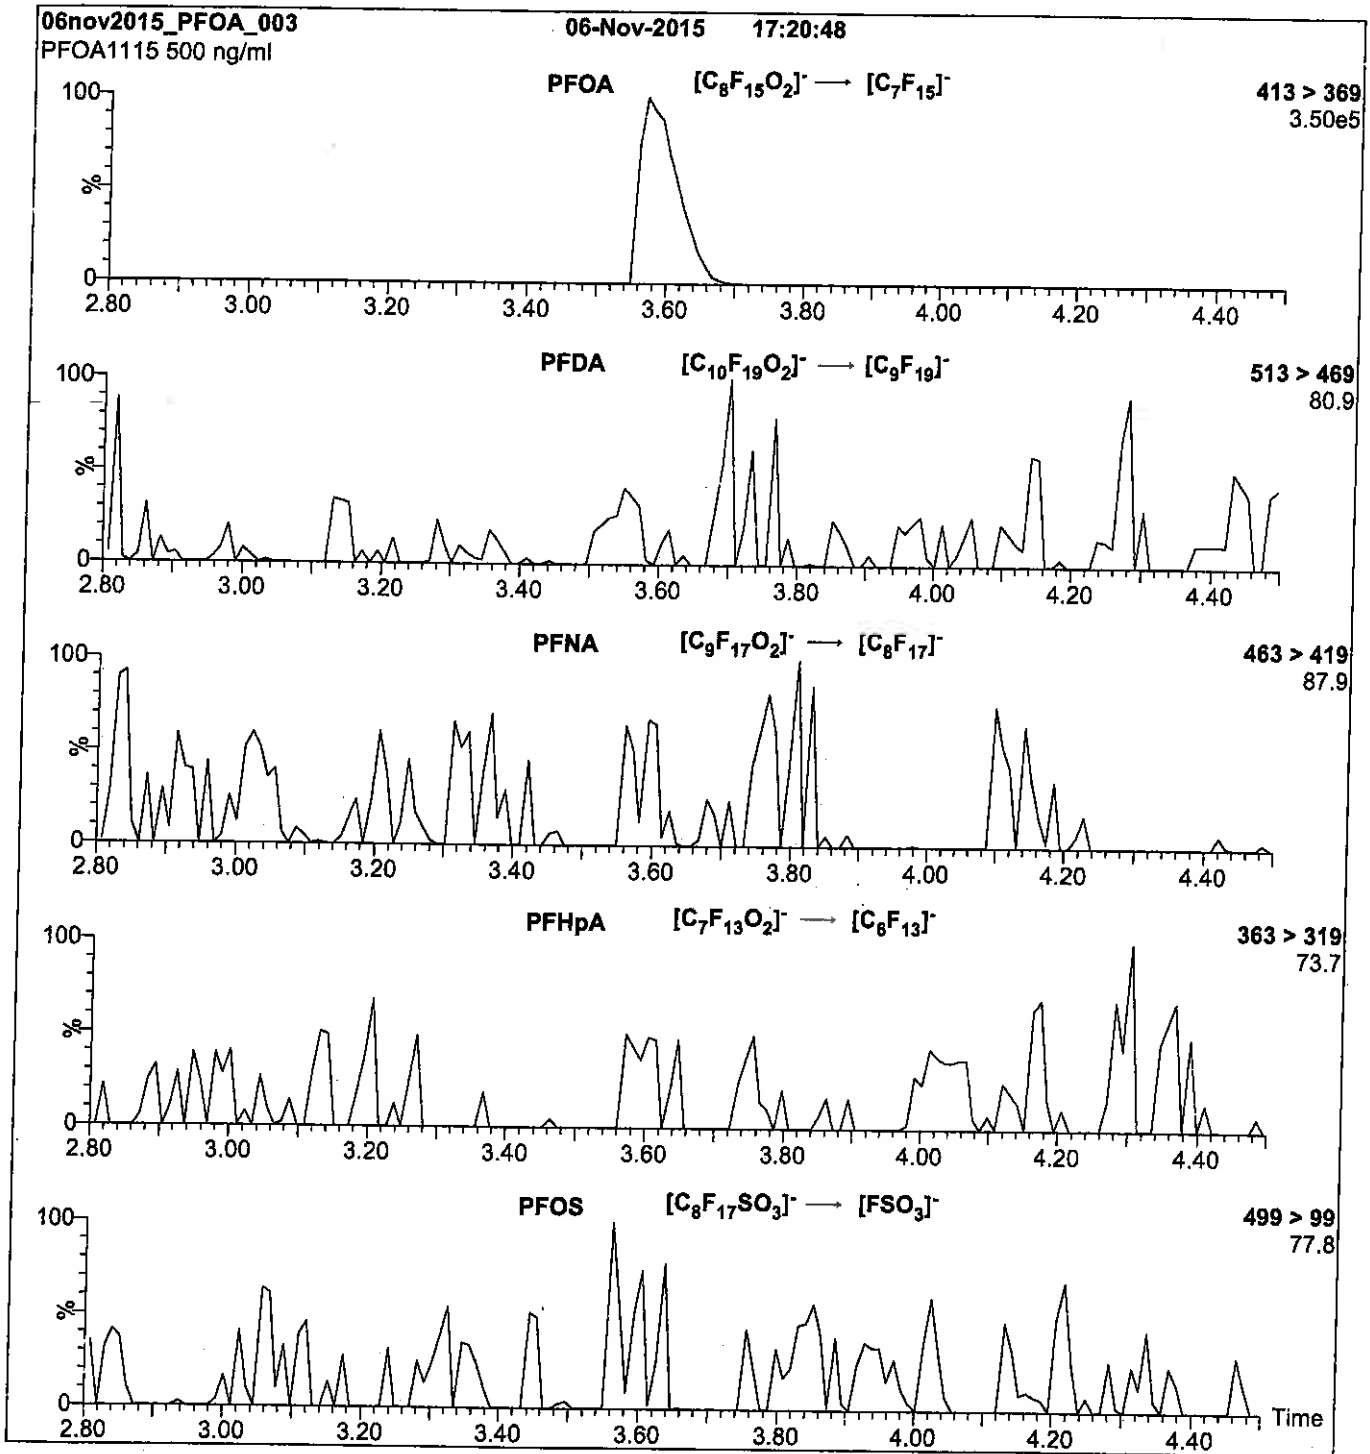 06nov2015_PFOA_003 06-Nov-2015 17:20:48
PFOA1115 500 ng/ml
PFOA [C₈F₁₅O₂]⁻ → [C₇F₁₅]⁻ 413 > 369
3.50e5
100
%
0
2.80 3.00 3.20 3.40 3.60 3.80 4.00 4.20 4.40
PFDA [C₁₀F₁₉O₂]⁻ → [C₉F₁₉]⁻ 513 > 469
80.9
100
%
0
2.80 3.00 3.20 3.40 3.60 3.80 4.00 4.20 4.40
PFNA [C₉F₁₇O₂]⁻ → [C₈F₁₇]⁻ 463 > 419
87.9
100
%
0
2.80 3.00 3.20 3.40 3.60 3.80 4.00 4.20 4.40
PFHpA [C₇F₁₃O₂]⁻ → [C₆F₁₃]⁻ 363 > 319
73.7
100
%
0
2.80 3.00 3.20 3.40 3.60 3.80 4.00 4.20 4.40
PFOS [C₈F₁₇SO₃]⁻ → [FSO₃]⁻ 499 > 99
77.8
100
%
0
2.80 3.00 3.20 3.40 3.60 3.80 4.00 4.20 4.40 Time